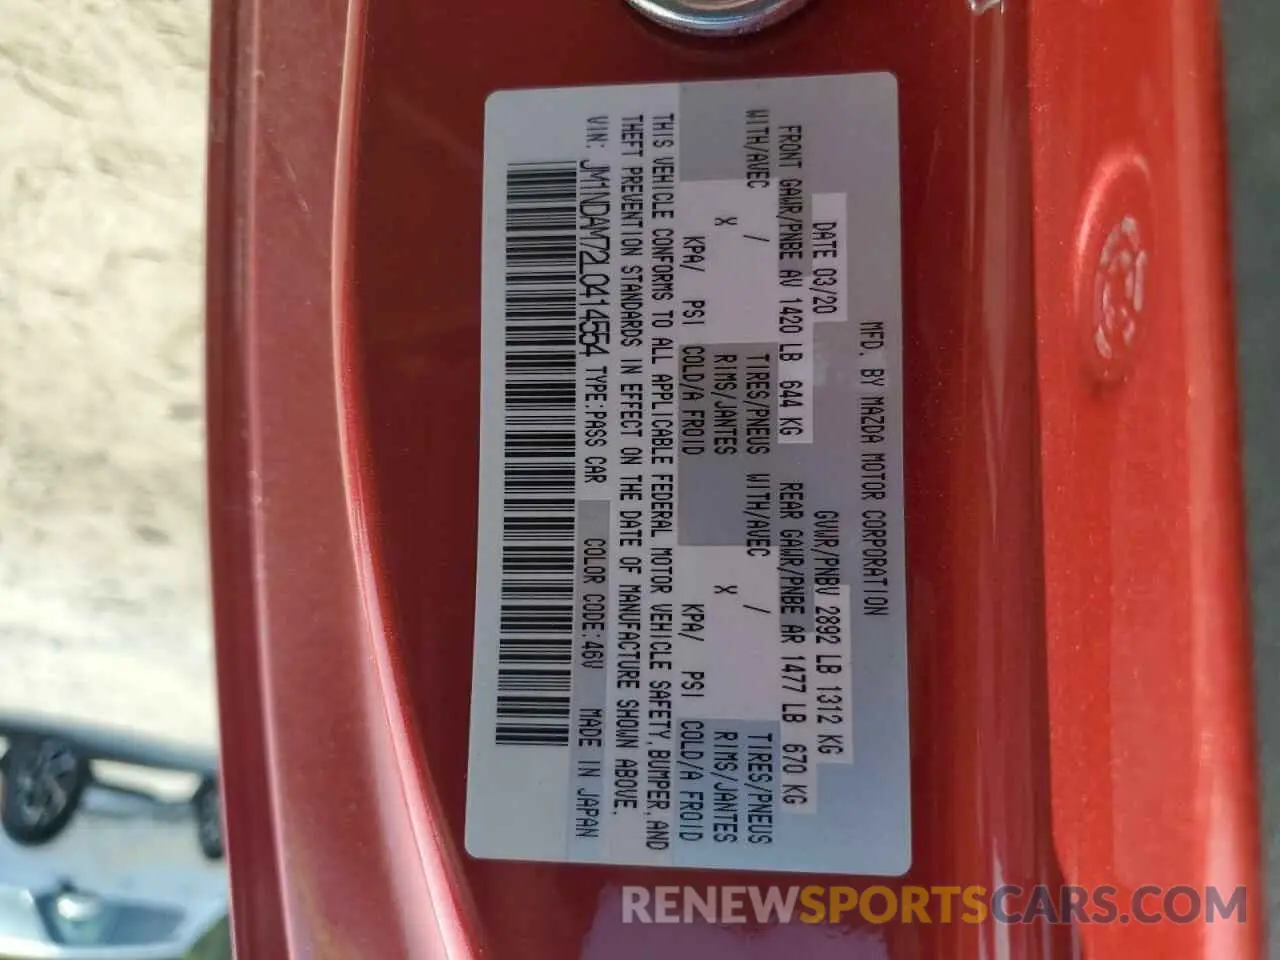 MFD. BY MAZDA MOTOR CORPORATION
DATE 03/20 GVWR/PNBV 2892 LB 1312 KG
FRONT GAWR/PNBE AV 1420 LB 644 KG REAR GAWR/PNBE AR 1477 LB 670 KG
WITH/AVEC / TIRES/PNEUS WITH/AVEC / TIRES/PNEUS
X RIMS/JANTES X RIMS/JANTES
KPA/ PSI COLD/A FROID KPA/ PSI COLD/A FROID
THIS VEHICLE CONFORMS TO ALL APPLICABLE FEDERAL MOTOR VEHICLE SAFETY, BUMPER, AND
THEFT PREVENTION STANDARDS IN EFFECT ON THE DATE OF MANUFACTURE SHOWN ABOVE.
VIN: JM1NDAM72L0414554 TYPE:PASS CAR COLOR CODE:46V MADE IN JAPAN
RENEWSPORTSCARS.COM